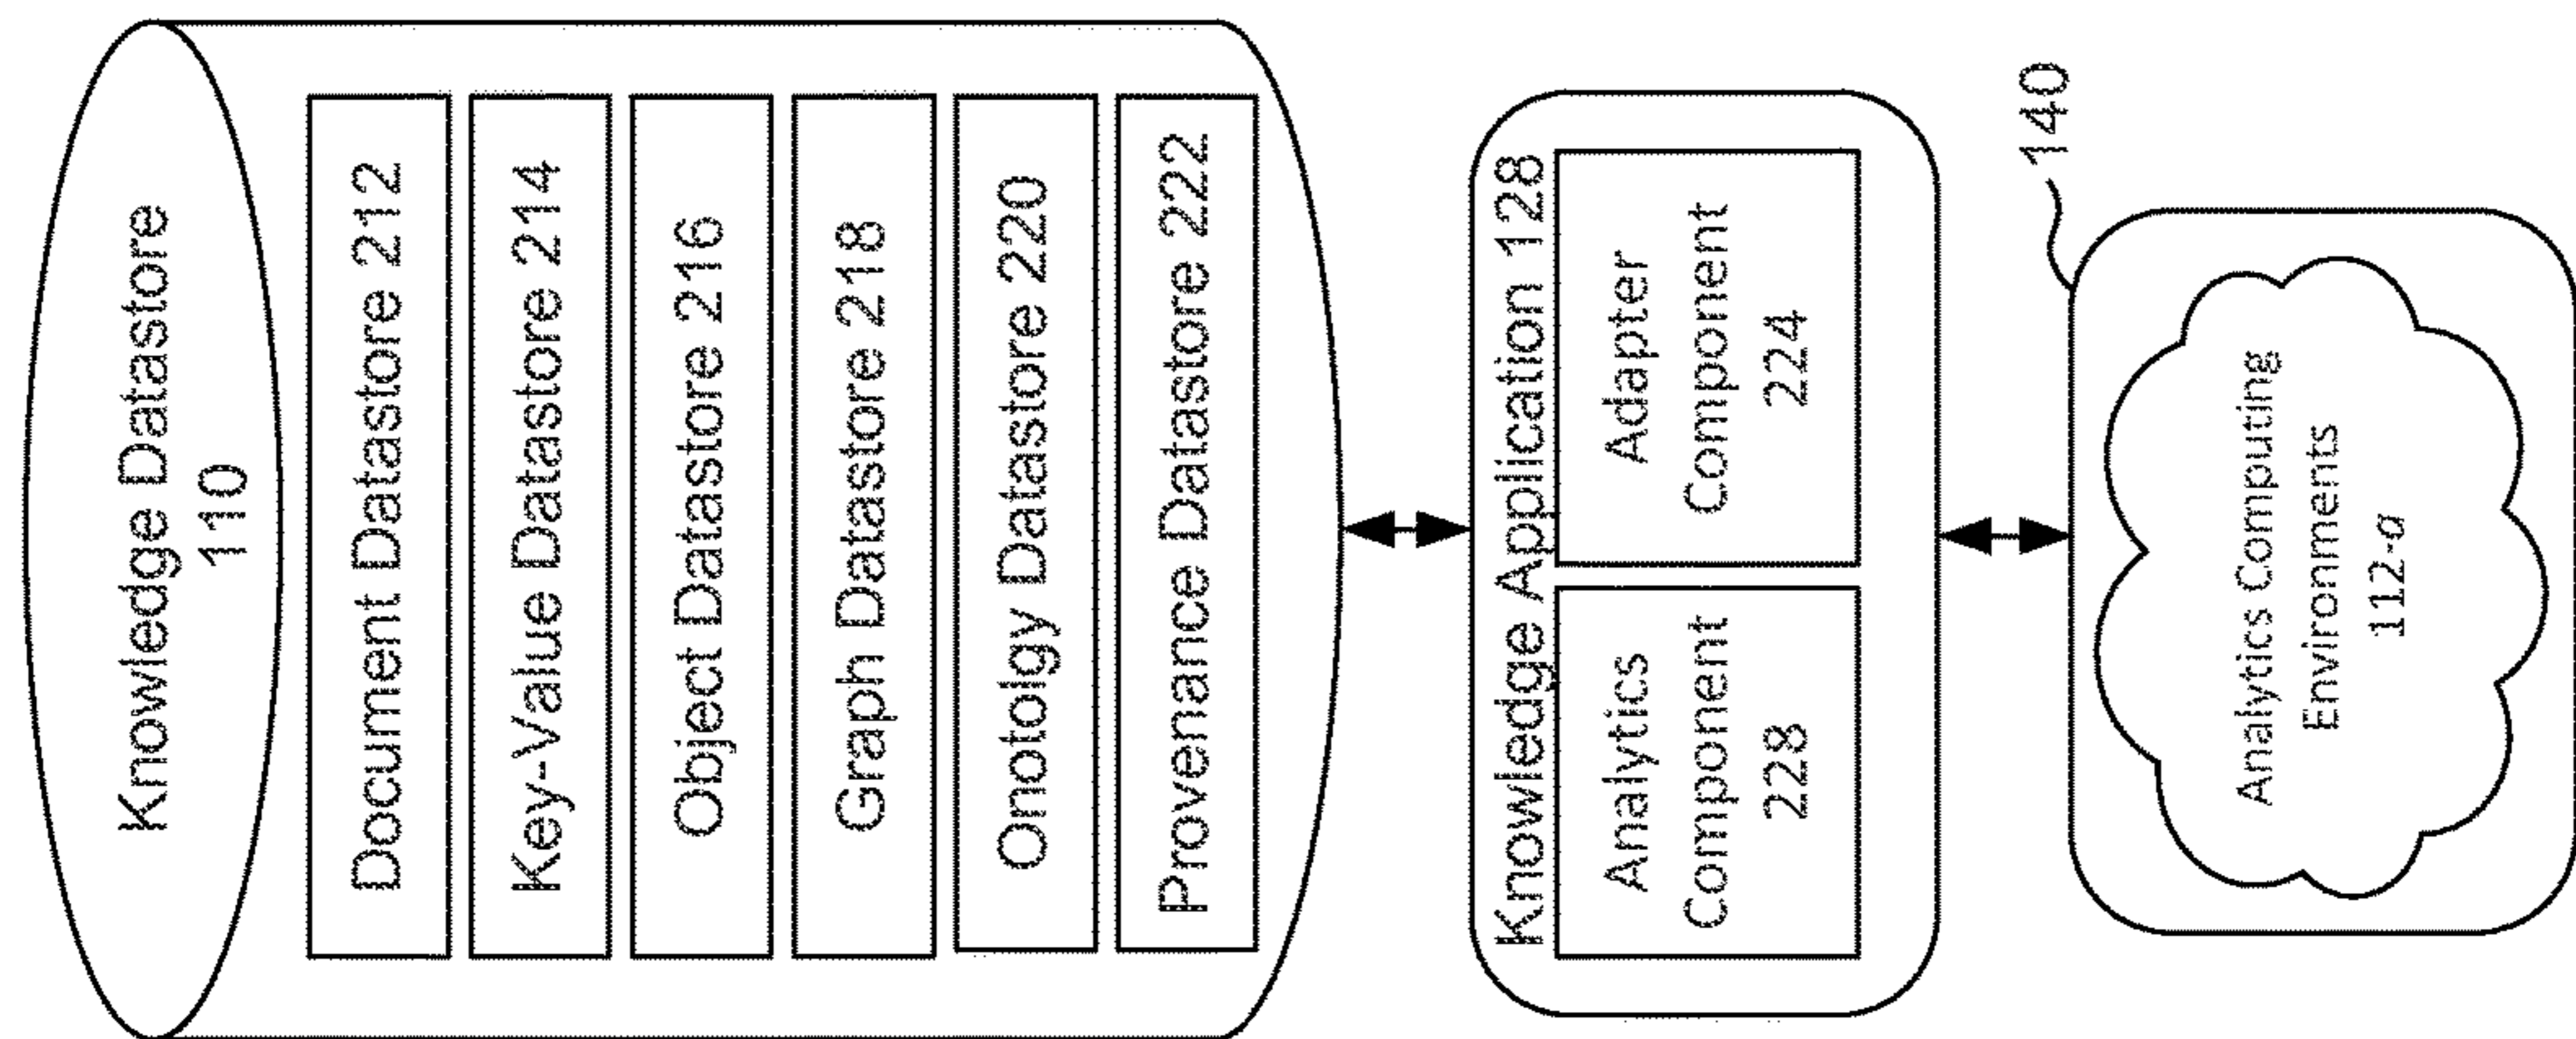 Knowledge Datastore
110
Document Datastore 212
Key-Value Datastore 214
Object Datastore 216
Graph Datastore 218
Onotolgy Datastore 220
Provenance Datastore 222
Knowledge Application 128
Analytics
Component
228
Adapter
Component
224
140
Analytics Computing
Environments
112-a